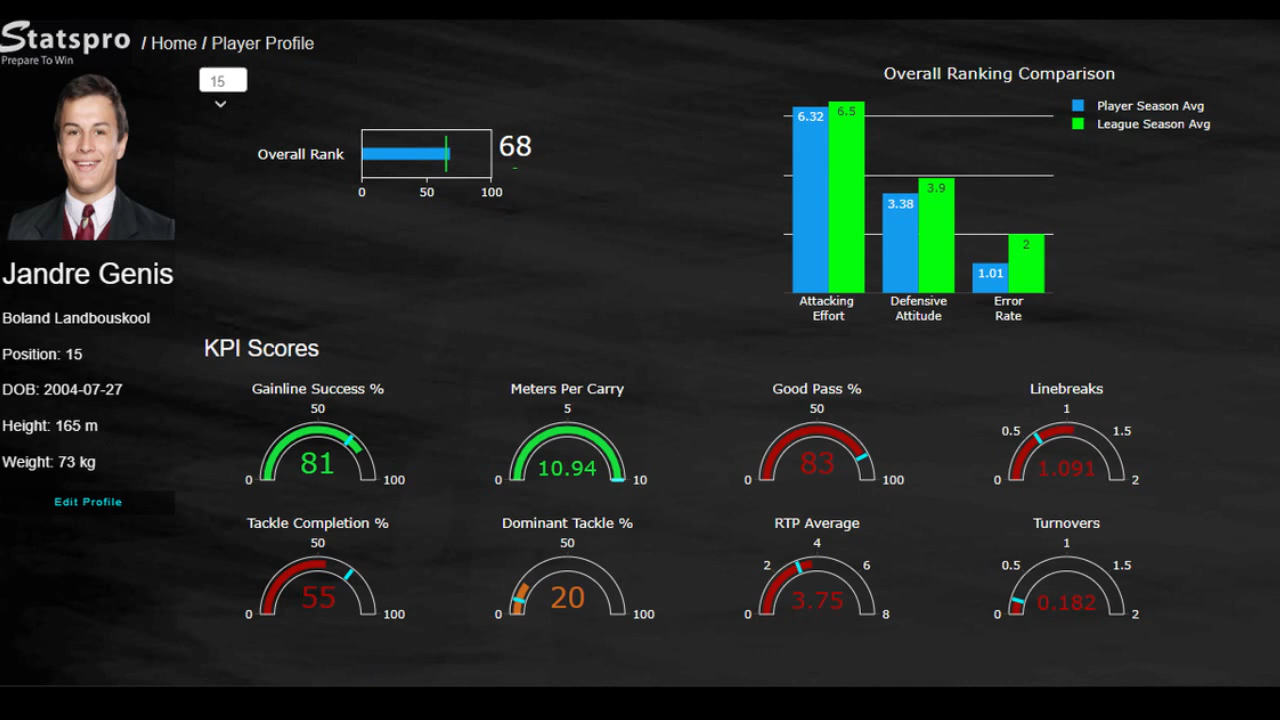 Statspro
Prepare To Win
/ Home / Player Profile
15
Overall Rank
68
-
0 50 100
Overall Ranking Comparison
Player Season Avg
League Season Avg
6.32 6.5
3.38 3.9
1.01 2
Attacking Effort
Defensive Attitude
Error Rate
Jandre Genis
Boland Landbouskool
Position: 15
DOB: 2004-07-27
Height: 165 m
Weight: 73 kg
Edit Profile
KPI Scores
Gainline Success %
50
81
0 100
Meters Per Carry
5
10.94
0 10
Good Pass %
50
83
0 100
Linebreaks
1
0.5 1.5
1.091
0 2
Tackle Completion %
50
55
0 100
Dominant Tackle %
50
20
0 100
RTP Average
4
2 6
3.75
0 8
Turnovers
1
0.5 1.5
0.182
0 2